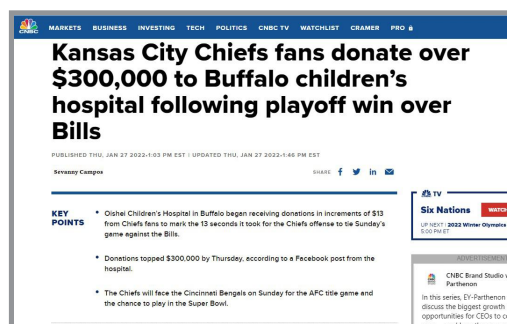 CNBC
MARKETS BUSINESS INVESTING TECH POLITICS CNBC TV WATCHLIST CRAMER PRO
Kansas City Chiefs fans donate over
$300,000 to Buffalo children's
hospital following playoff win over
Bills
PUBLISHED THU, JAN 27 2022•1:03 PM EST | UPDATED THU, JAN 27 2022•1:46 PM EST
Sevanny Campos
SHARE
KEY
POINTS
• Oishei Children's Hospital in Buffalo began receiving donations in increments of $13
from Chiefs fans to mark the 13 seconds it took for the Chiefs offense to tie Sunday's
game against the Bills.
• Donations topped $300,000 by Thursday, according to a Facebook post from the
hospital.
• The Chiefs will face the Cincinnati Bengals on Sunday for the AFC title game and
the chance to play in the Super Bowl.
TV
Six Nations
WATCH
UP NEXT | 2022 Winter Olympics
5:00 PM ET
ADVERTISEMENT
CNBC Brand Studio
Parthenon
In this series, EY-Parthenon
discuss the biggest growth
opportunities for CEOs to